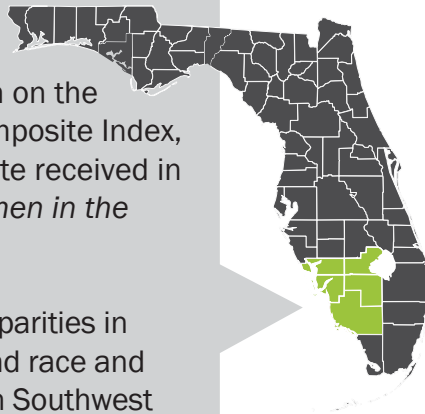 on the
mposite Index,
te received in
men in the
parities in
nd race and
n Southwest